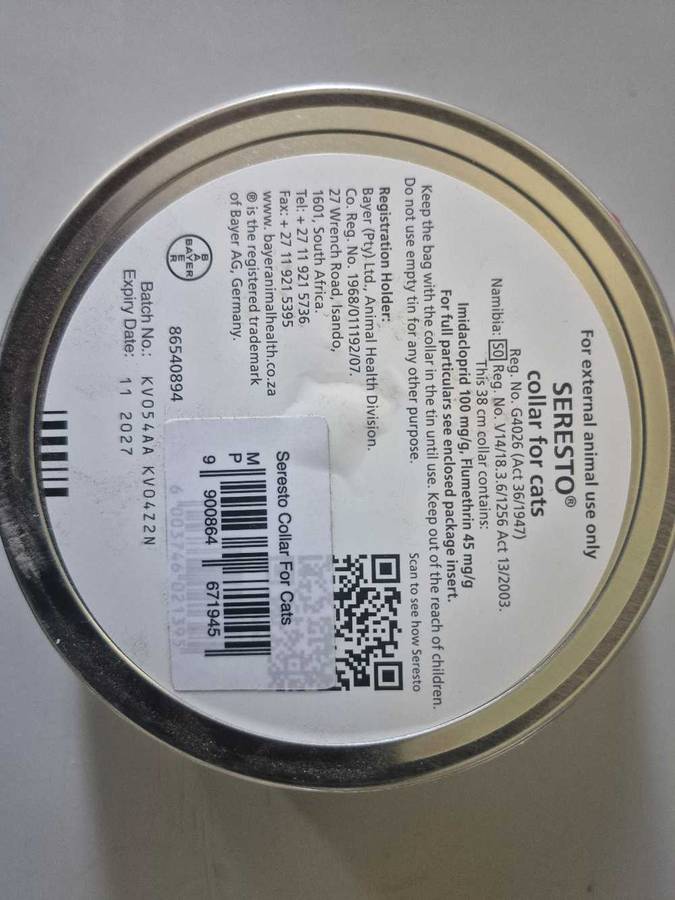 For external animal use only
SERESTO®
collar for cats
Reg. No. G4026 (Act 36/1947)
Namibia: S0 Reg. No. V14/18.3.6/1256 Act 13/2003.
This 38 cm collar contains:
Imidacloprid 100 mg/g, Flumethrin 45 mg/g
For full particulars see enclosed package insert.
Keep the bag with the collar in the tin until use. Keep out of the reach of children.
Do not use empty tin for any other purpose.
Scan to see how Seresto
Registration Holder:
Bayer (Pty) Ltd., Animal Health Division.
Co. Reg. No. 1968/011192/07.
27 Wrench Road, Isando,
1601, South Africa.
Tel: + 27 11 921 5736
Fax: + 27 11 921 5395
www. bayeranimalhealth.co.za
® is the registered trademark
of Bayer AG, Germany.
BAYER
BAYER
86540894
Batch No.: KV054AA KV04Z2N
Expiry Date: 11 2027
Seresto Collar For Cats
M
P
9 900864 671945
6 003766 021395